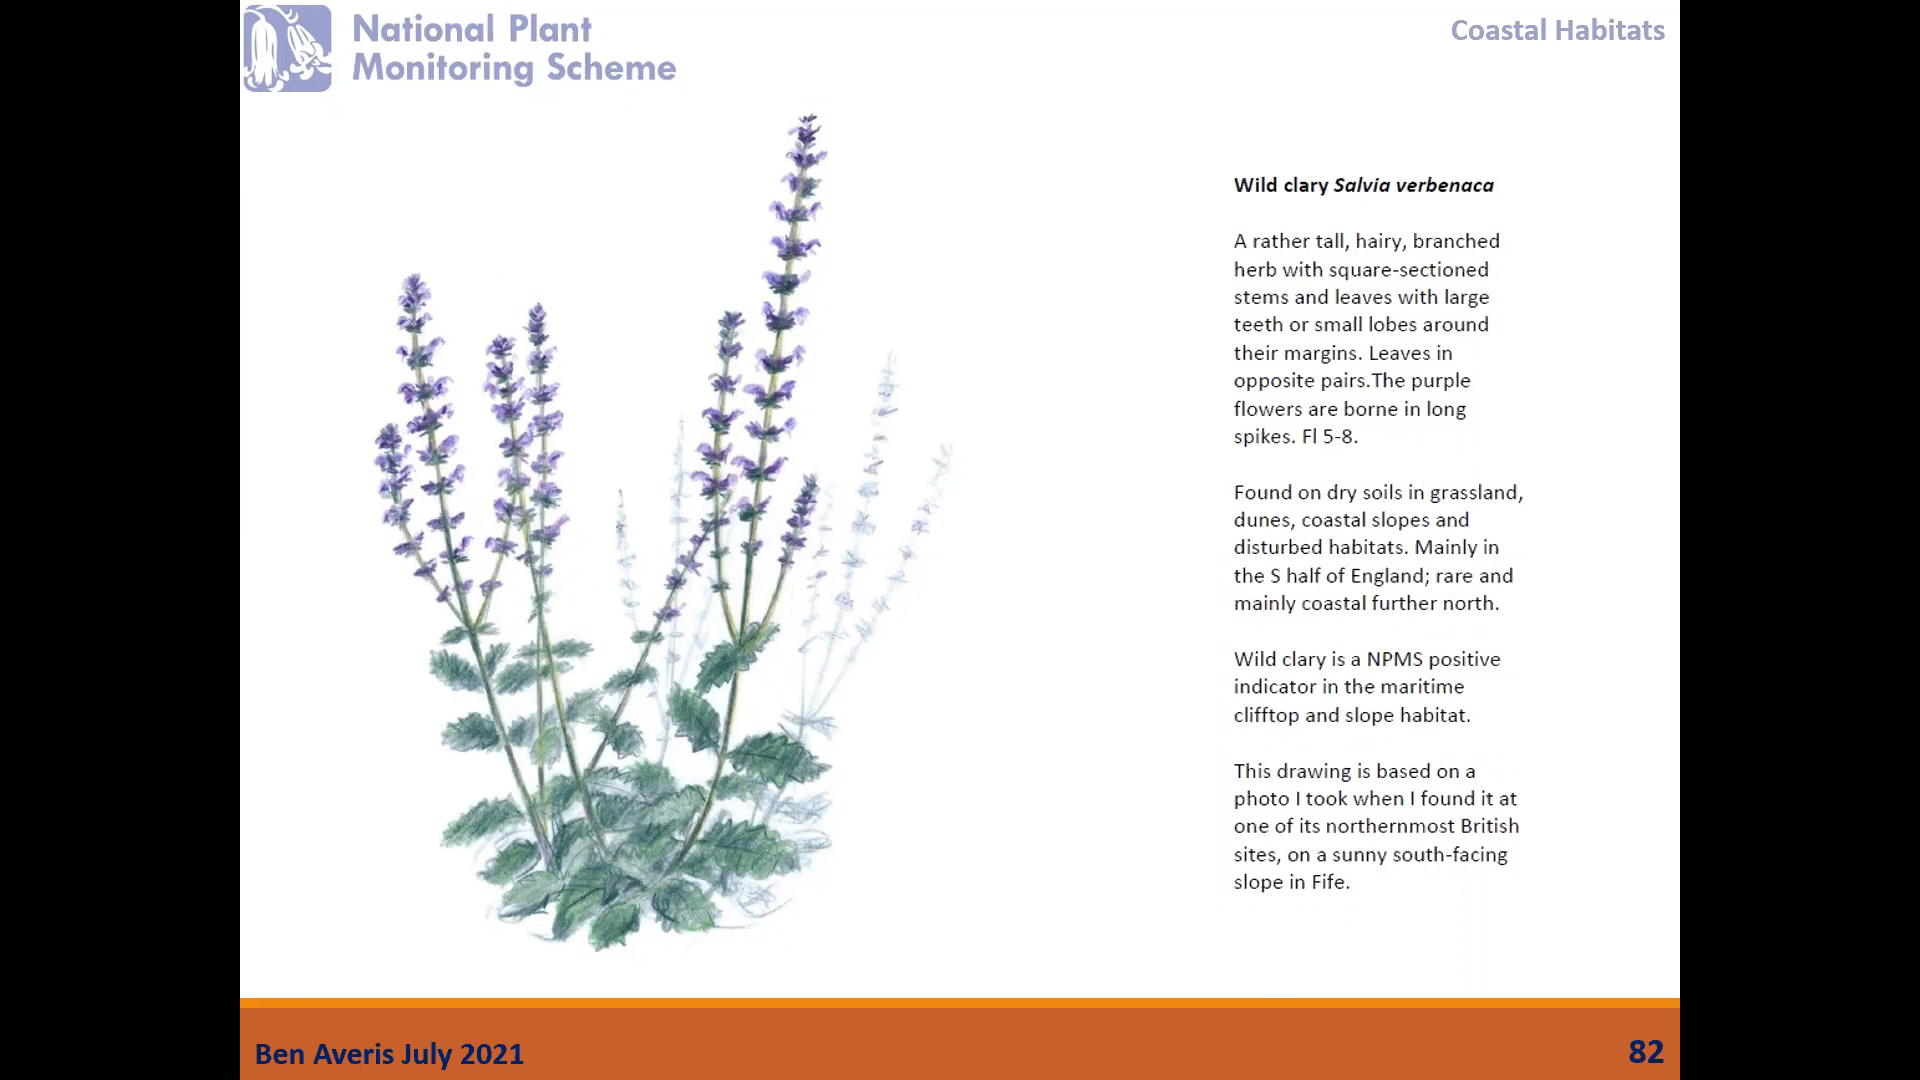 National Plant
Monitoring Scheme
Coastal Habitats
Wild clary Salvia verbenaca
A rather tall, hairy, branched
herb with square-sectioned
stems and leaves with large
teeth or small lobes around
their margins. Leaves in
opposite pairs.The purple
flowers are borne in long
spikes. Fl 5-8.
Found on dry soils in grassland,
dunes, coastal slopes and
disturbed habitats. Mainly in
the S half of England; rare and
mainly coastal further north.
Wild clary is a NPMS positive
indicator in the maritime
clifftop and slope habitat.
This drawing is based on a
photo I took when I found it at
one of its northernmost British
sites, on a sunny south-facing
slope in Fife.
Ben Averis July 2021
82